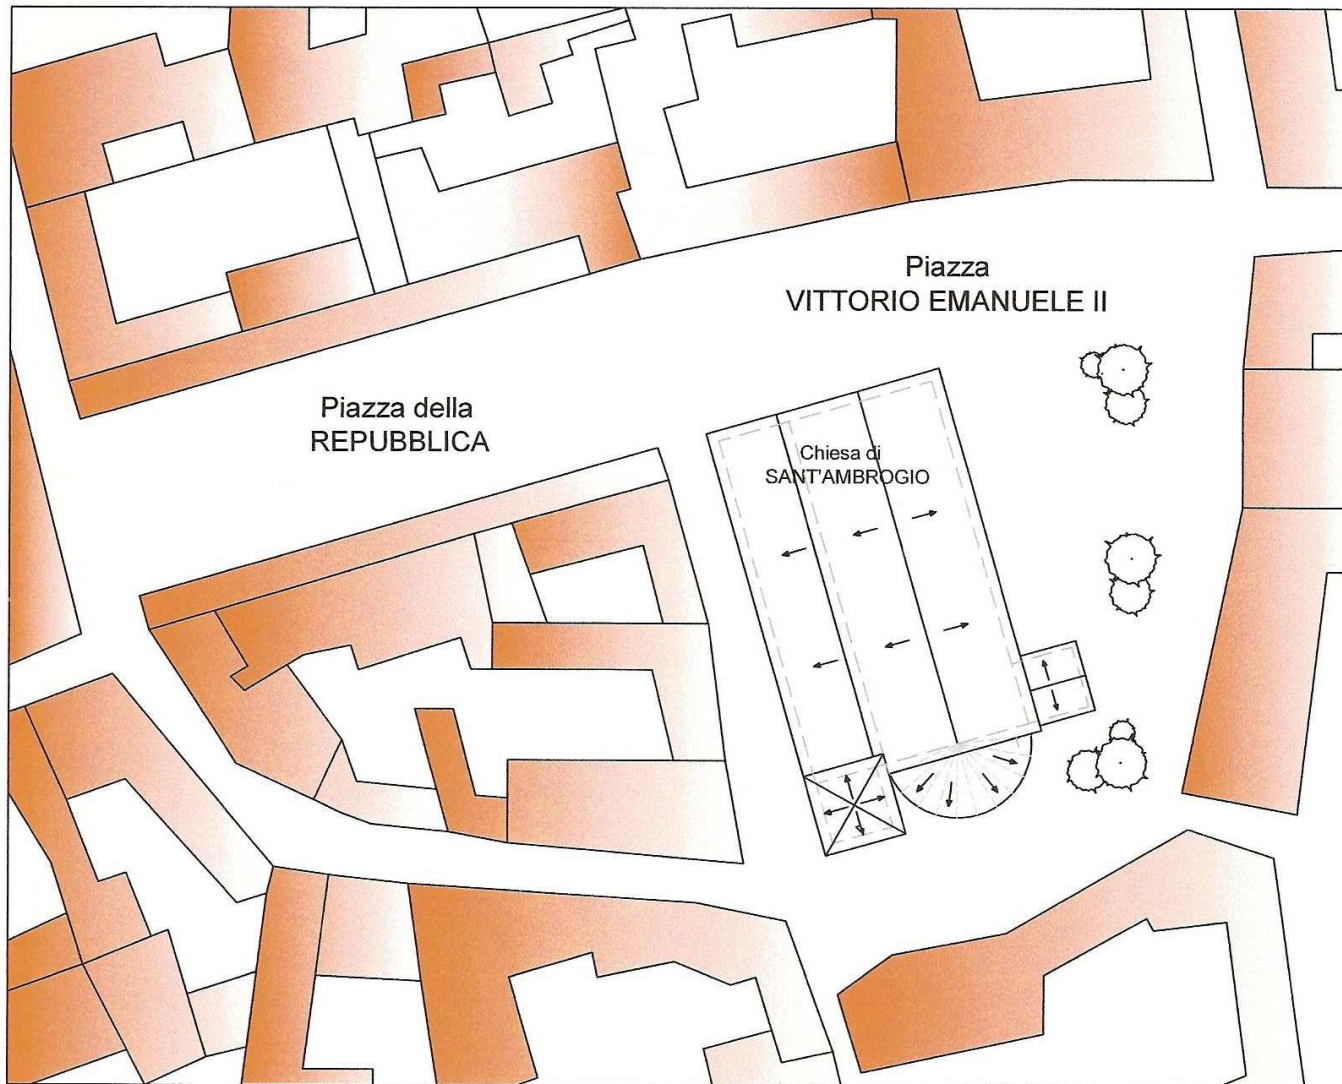 Piazza
VITTORIO EMANUELE II
Piazza della
REPUBBLICA
Chiesa di
SANT'AMBROGIO